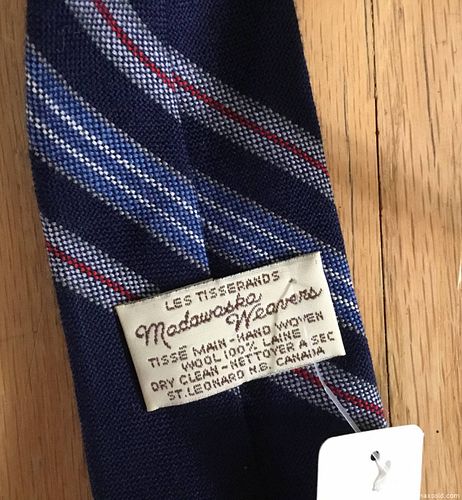 LES TISSERANDS
Madawaska Weavers
TISSÉ MAIN-HAND WOVEN
WOOL 100% LAINE
DRY CLEAN-NETTOYER A SEC
ST. LEONARD N.B. CANADA